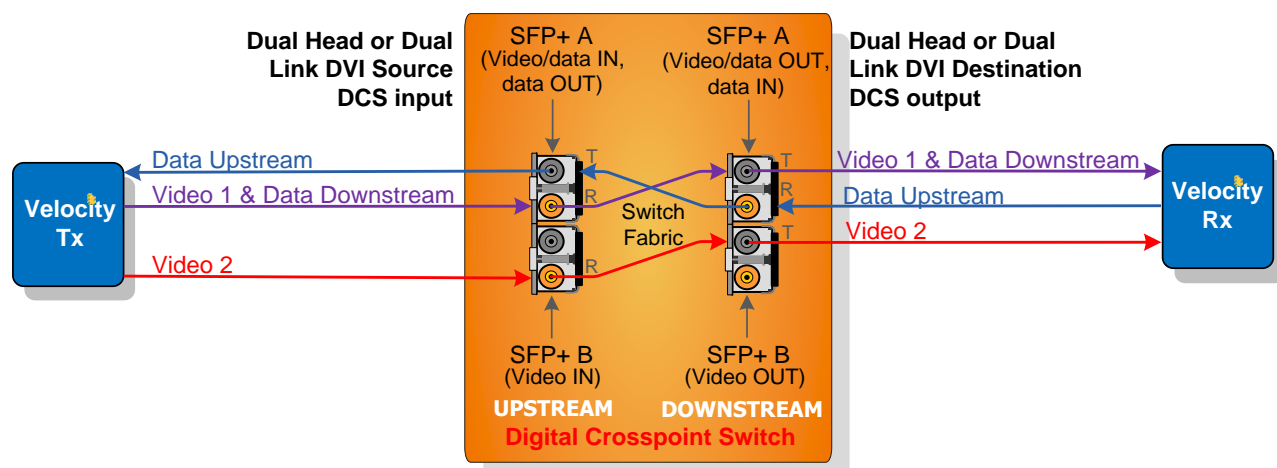 Dual Head or Dual
Link DVI Source
DCS input
SFP+ A
(Video/data IN,
data OUT)
SFP+ A
(Video/data OUT,
data IN)
Dual Head or Dual
Link DVI Destination
DCS output
Velocity
Tx
Data Upstream
Video 1 & Data Downstream
Video 2
T
R
R
Switch
Fabric
T
R
T
Video 1 & Data Downstream
Data Upstream
Video 2
Velocity
Rx
SFP+ B
(Video IN)
SFP+ B
(Video OUT)
UPSTREAM
DOWNSTREAM
Digital Crosspoint Switch